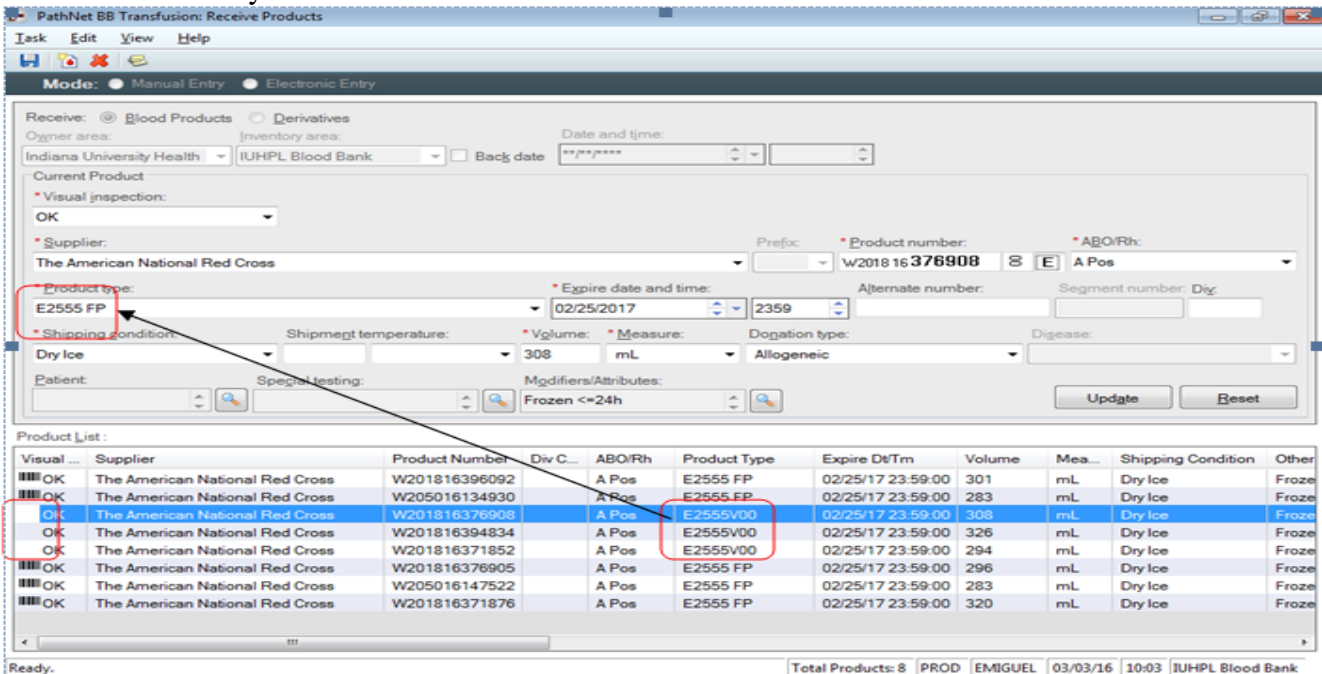 PathNet BB Transfusion: Receive Products
Task Edit View Help
Mode: Manual Entry Electronic Entry
Receive: Blood Products Derivatives
Owner area: Inventory area: Date and time:
Indiana University Health IUHPL Blood Bank Back date **/**/****
Current Product
*Visual inspection:
OK
*Supplier: Prefix: *Product number: *ABO/Rh:
The American National Red Cross W2018 16 376908 8 E A Pos
*Product type: *Expire date and time: Alternate number: Segment number: Div:
E2555 FP 02/25/2017 2359
*Shipping condition: Shipment temperature: *Volume: *Measure: Donation type: Disease:
Dry Ice 308 mL Allogeneic
Patient: Special testing: Modifiers/Attributes:
Frozen <=24h Update Reset
Product List :
Visual ... Supplier Product Number Div C... ABO/Rh Product Type Expire Dt/Tm Volume Mea... Shipping Condition Other
OK The American National Red Cross W201816396092 A Pos E2555 FP 02/25/17 23:59:00 301 mL Dry Ice Froze
OK The American National Red Cross W205016134930 A Pos E2555 FP 02/25/17 23:59:00 283 mL Dry Ice Froze
OK The American National Red Cross W201816376908 A Pos E2555V00 02/25/17 23:59:00 308 mL Dry Ice Froze
OK The American National Red Cross W201816394834 A Pos E2555V00 02/25/17 23:59:00 326 mL Dry Ice Froze
OK The American National Red Cross W201816371852 A Pos E2555V00 02/25/17 23:59:00 294 mL Dry Ice Froze
OK The American National Red Cross W201816376905 A Pos E2555 FP 02/25/17 23:59:00 296 mL Dry Ice Froze
OK The American National Red Cross W205016147522 A Pos E2555 FP 02/25/17 23:59:00 283 mL Dry Ice Froze
OK The American National Red Cross W201816371876 A Pos E2555 FP 02/25/17 23:59:00 320 mL Dry Ice Froze
Ready. Total Products: 8 PROD EMIGUEL 03/03/16 10:03 IUHPL Blood Bank